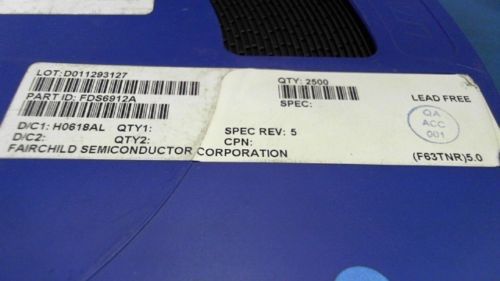 LOT: D011293127
QTY: 2500
PART ID: FDS6912A
SPEC:
LEAD FREE
QA
ACC
001
D/C1: H0618AL QTY1:
SPEC REV: 5
D/C2: QTY2:
CPN:
FAIRCHILD SEMICONDUCTOR CORPORATION
(F63TNR)5.0